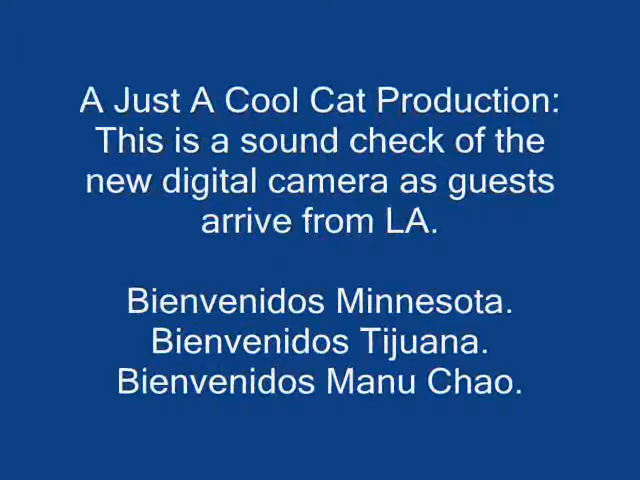 A Just A Cool Cat Production:
This is a sound check of the
new digital camera as guests
arrive from LA.
Bienvenidos Minnesota.
Bienvenidos Tijuana.
Bienvenidos Manu Chao.